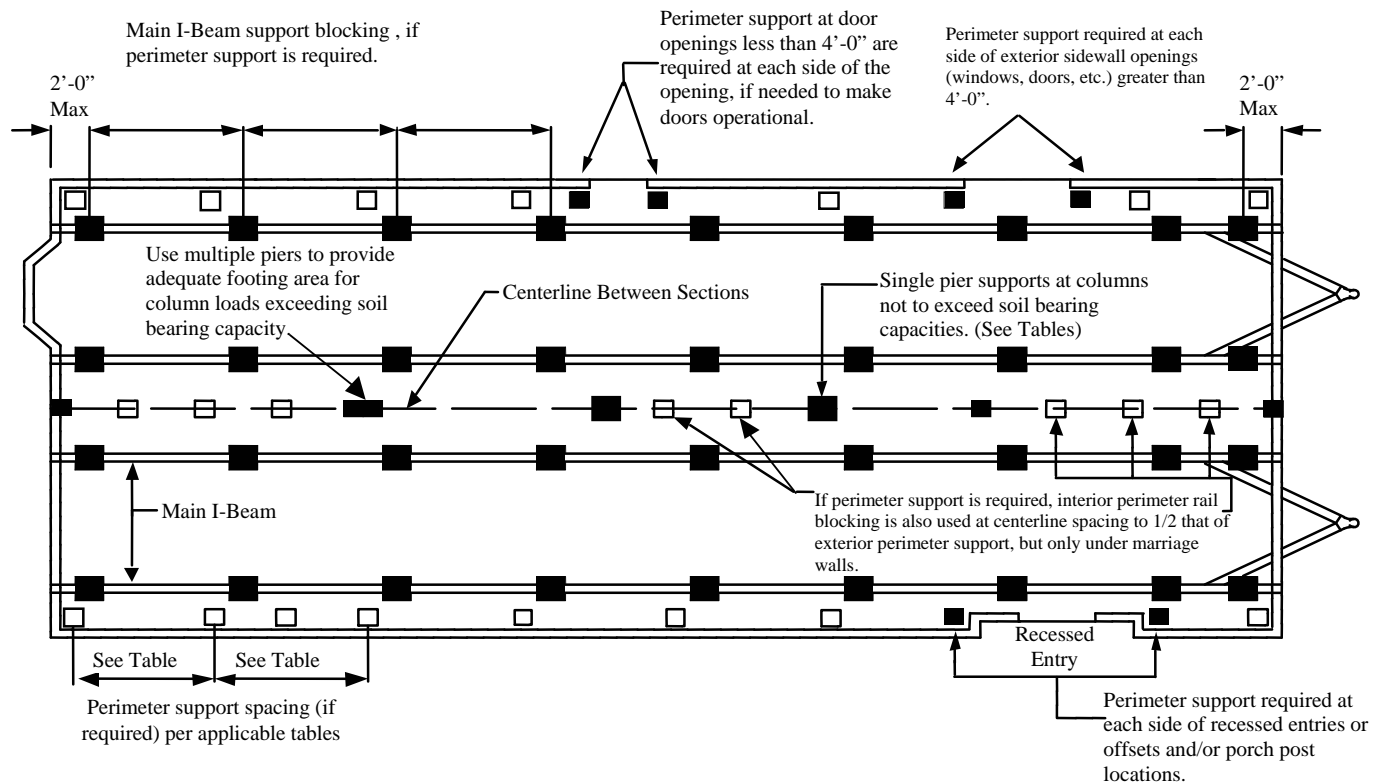 Main I-Beam support blocking , if
perimeter support is required.
2’-0”
Max
Perimeter support at door
openings less than 4’-0” are
required at each side of the
opening, if needed to make
doors operational.
Perimeter support required at each
side of exterior sidewall openings
(windows, doors, etc.) greater than
4’-0”.
2’-0”
Max
Use multiple piers to provide
adequate footing area for
column loads exceeding soil
bearing capacity
Centerline Between Sections
Single pier supports at columns
not to exceed soil bearing
capacities. (See Tables)
Main I-Beam
If perimeter support is required, interior perimeter rail
blocking is also used at centerline spacing to 1/2 that of
exterior perimeter support, but only under marriage
walls.
Recessed
Entry
See Table
See Table
Perimeter support spacing (if
required) per applicable tables
Perimeter support required at
each side of recessed entries or
offsets and/or porch post
locations.